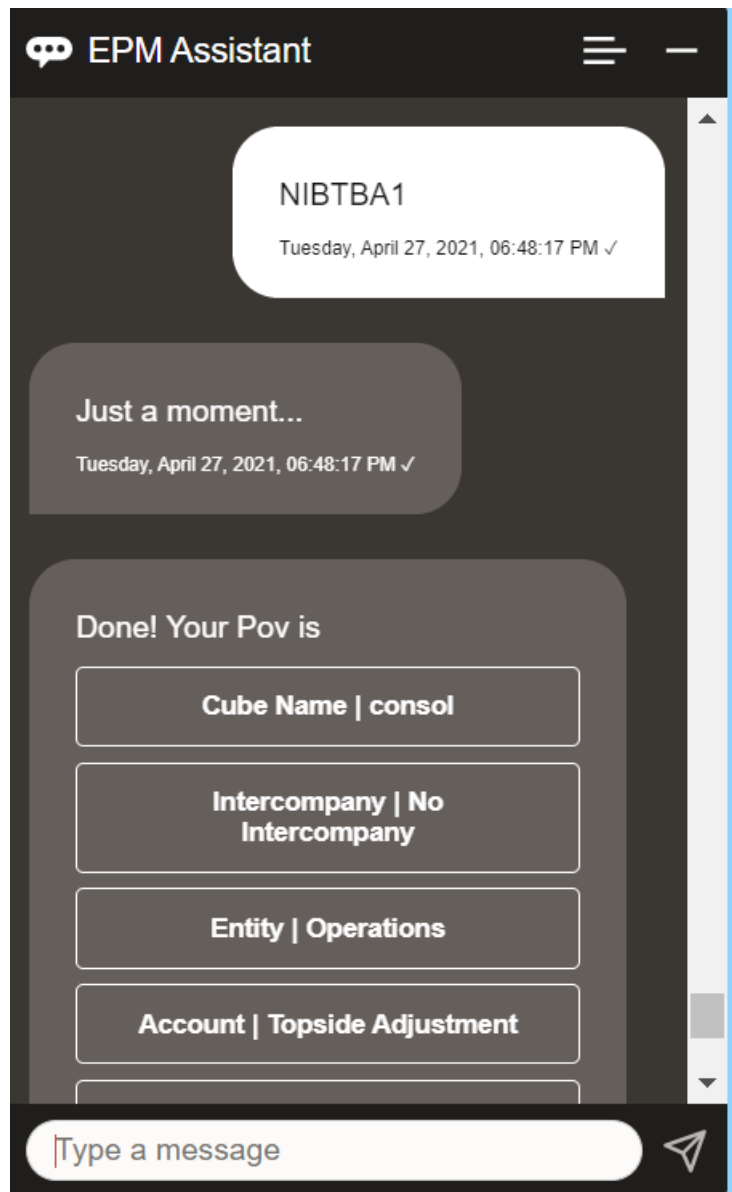 EPM Assistant
NIBTBA1
Tuesday, April 27, 2021, 06:48:17 PM ✓
Just a moment...
Tuesday, April 27, 2021, 06:48:17 PM ✓
Done! Your Pov is
Cube Name | consol
Intercompany | No
Intercompany
Entity | Operations
Account | Topside Adjustment
Type a message